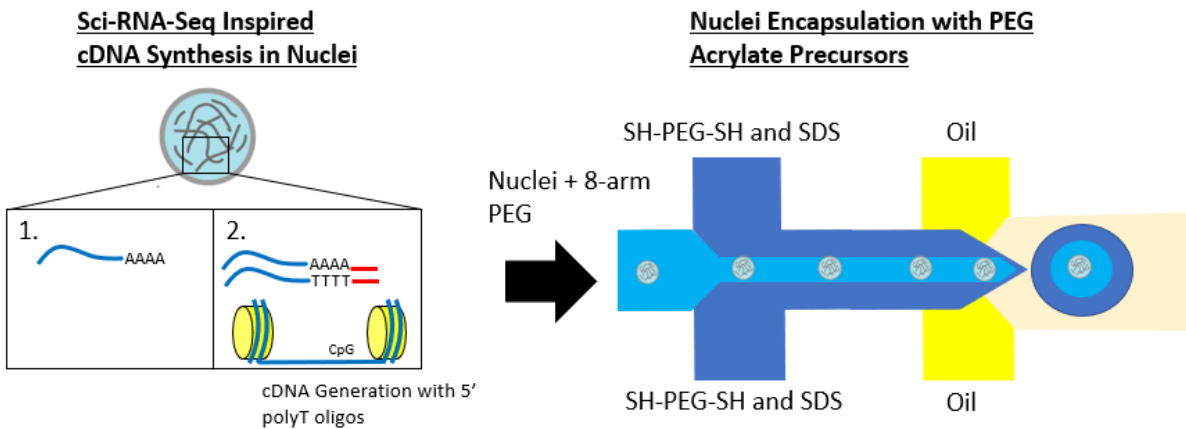 Sci-RNA-Seq Inspired
cDNA Synthesis in Nuclei
1.
AAAA
2.
AAAA
TTTT
CpG
cDNA Generation with 5’
polyT oligos
Nuclei Encapsulation with PEG
Acrylate Precursors
Nuclei + 8-arm
PEG
SH-PEG-SH and SDS
Oil
SH-PEG-SH and SDS
Oil